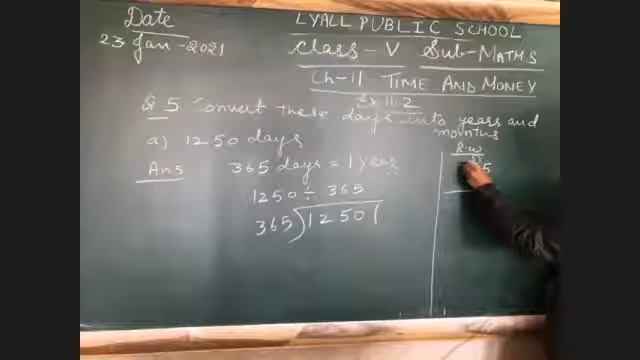 Date
23 Jan-2021
LYALL PUBLIC SCHOOL
Class-V Sub-MATHS
Ch-11 TIME AND MONEY
Ex 11.2
Q.5 Convert these days into years and months
a) 1250 days
Ans 365 days = 1 year
1250 ÷ 365
365)1250(
R.W
5